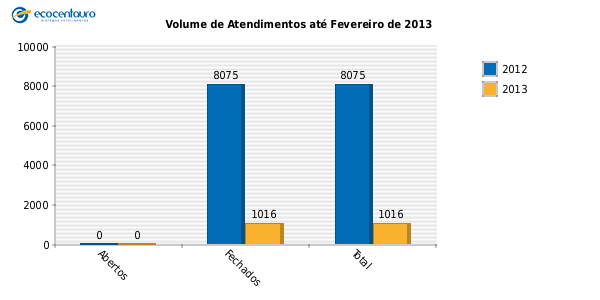 ecocentauro
Volume de Atendimentos até Fevereiro de 2013
10000
8000
6000
4000
2000
0
0
0
8075
1016
8075
1016
Abertos
Fechados
Total
2012
2013